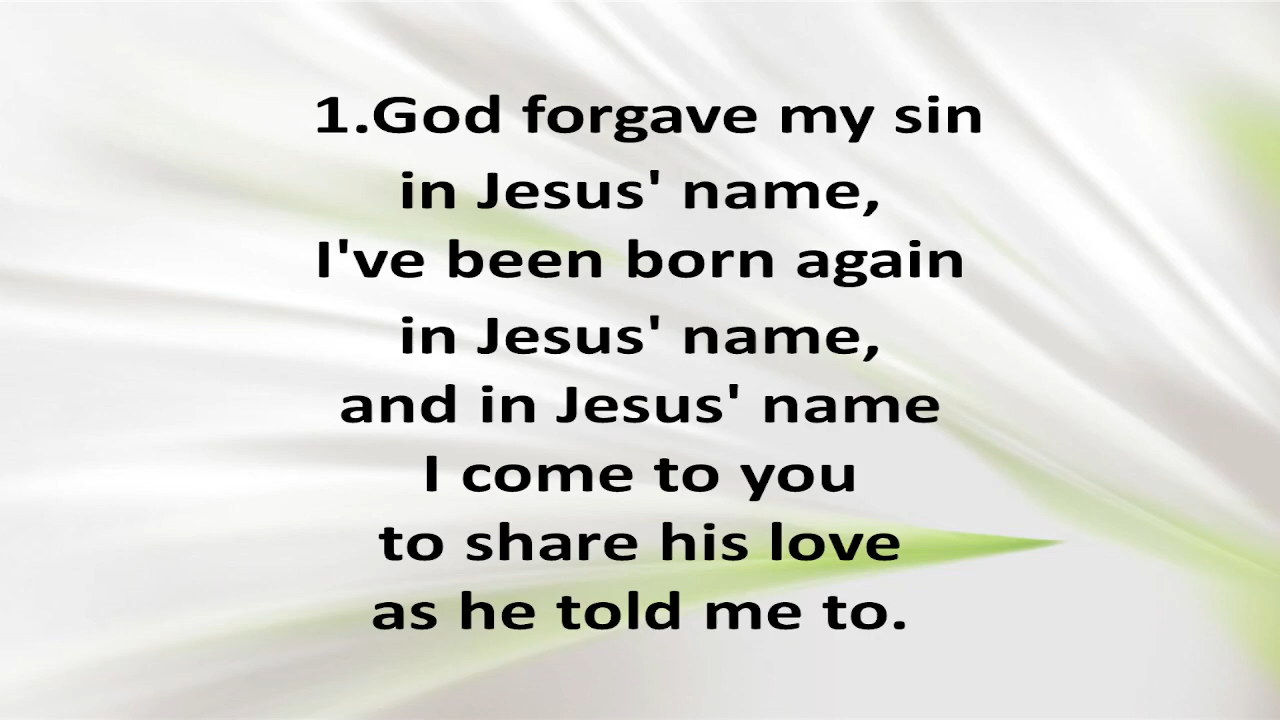 1.God forgave my sin
in Jesus' name,
I've been born again
in Jesus' name,
and in Jesus' name
I come to you
to share his love
as he told me to.